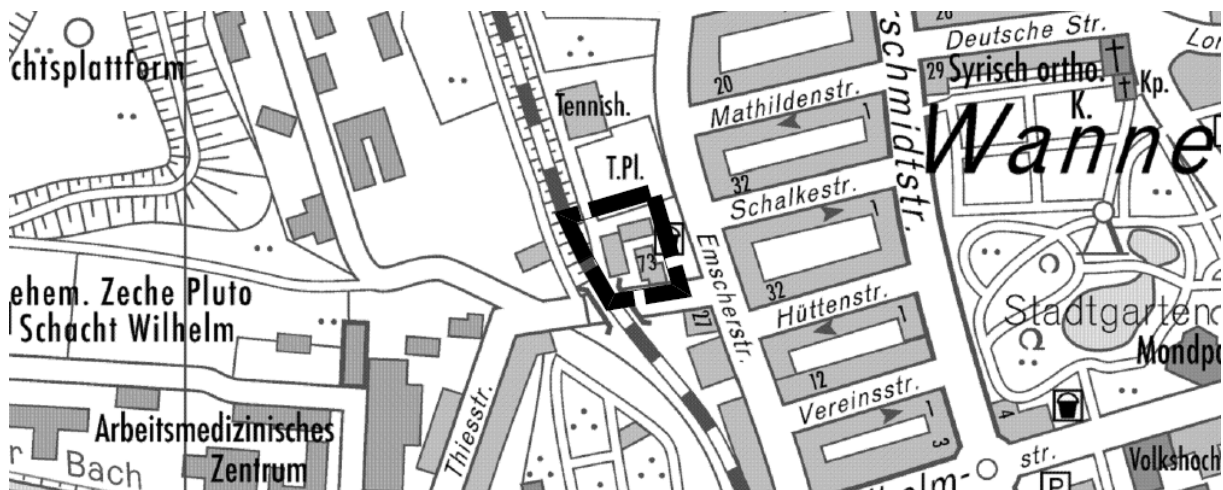 chtsplattform
20
Tennish.
Mathildenstr.
1
29
Deutsche Str.
Syrisch ortho.
K.
Kp.
Wanne
T.Pl.
32
Schalkestr.
1
rschmidtstr.
73
Emscherstr.
32
ehem. Zeche Pluto
Schacht Wilhelm
27
Hüttenstr.
1
12
Stadtgarten
Mondpa
Vereinsstr.
1
3
4
Thiesstr.
Arbeitsmedizinisches
Zentrum
Bach
str.
Volkshoch
P